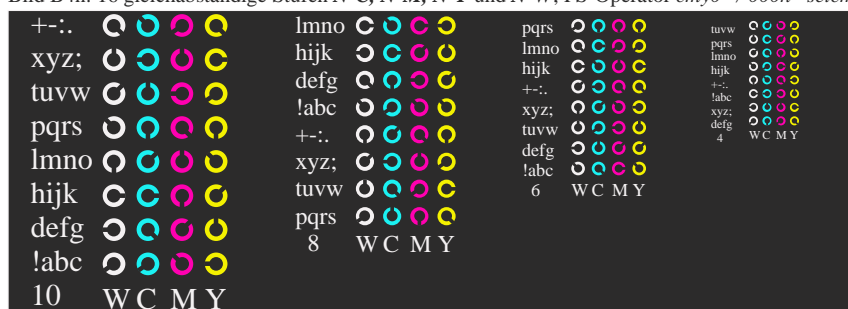 +-:.
xyz;
tuvw
pqrs
lmno
hijk
defg
!abc
10 W C M Y
lmno
hijk
defg
!abc
+-:.
xyz;
tuvw
pqrs
8 W C M Y
pqrs
lmno
hijk
+-:.
xyz;
tuvw
defg
!abc
6 W C M Y
tuvw
pqrs
lmno
hijk
+-:.
!abc
xyz;
defg
4 W C M Y